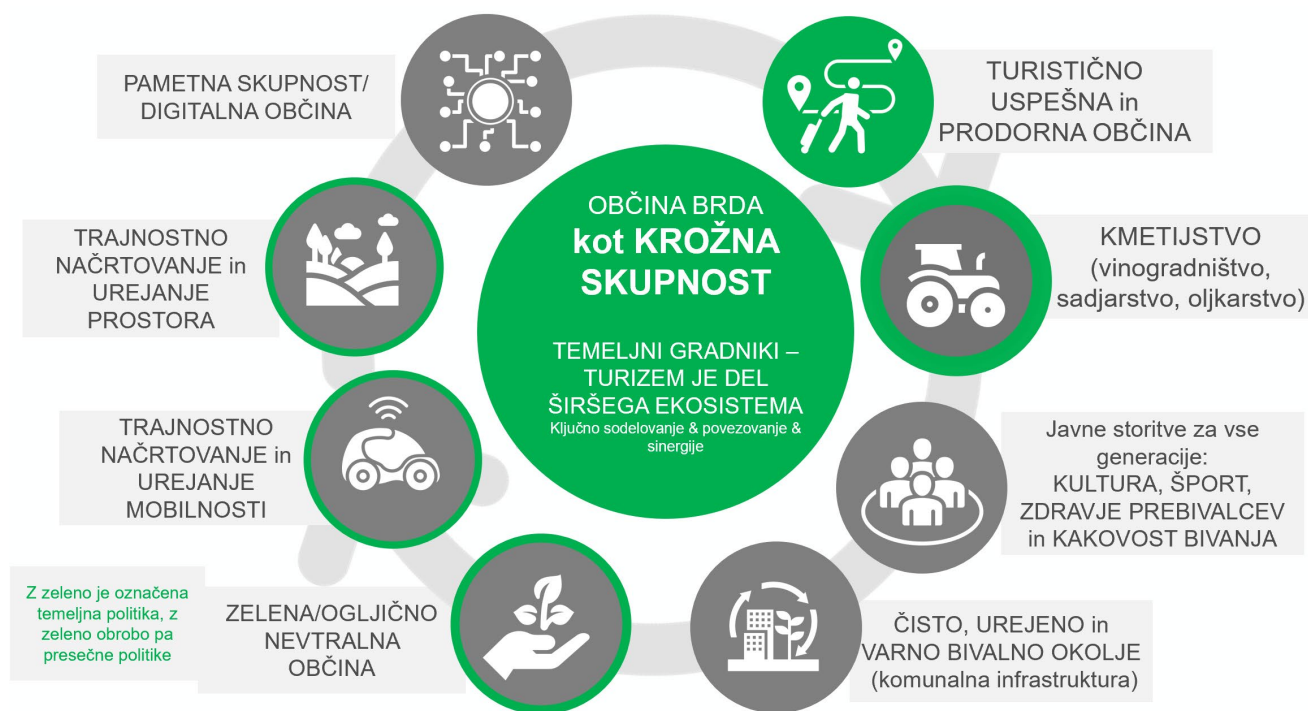 PAMETNA SKUPNOST/
DIGITALNA OBČINA
TURISTIČNO
USPEŠNA in
PRODORNA OBČINA
OBČINA BRDA
kot KROŽNA
SKUPNOST
TEMELJNI GRADNIKI –
TURIZEM JE DEL
ŠIRŠEGA EKOSISTEMA
Ključno sodelovanje & povezovanje &
sinergije
TRAJNOSTNO
NAČRTOVANJE in
UREJANJE
PROSTORA
KMETIJSTVO
(vinogradništvo,
sadjarstvo, oljkarstvo)
TRAJNOSTNO
NAČRTOVANJE in
UREJANJE
MOBILNOSTI
Javne storitve za vse
generacije:
KULTURA, ŠPORT,
ZDRAVJE PREBIVALCEV
in KAKOVOST BIVANJA
Z zeleno je označena
temeljna politika, z
zeleno obrobo pa
presečne politike
ZELENA/OGLJIČNO
NEVTRALNA
OBČINA
ČISTO, UREJENO in
VARNO BIVALNO OKOLJE
(komunalna infrastruktura)